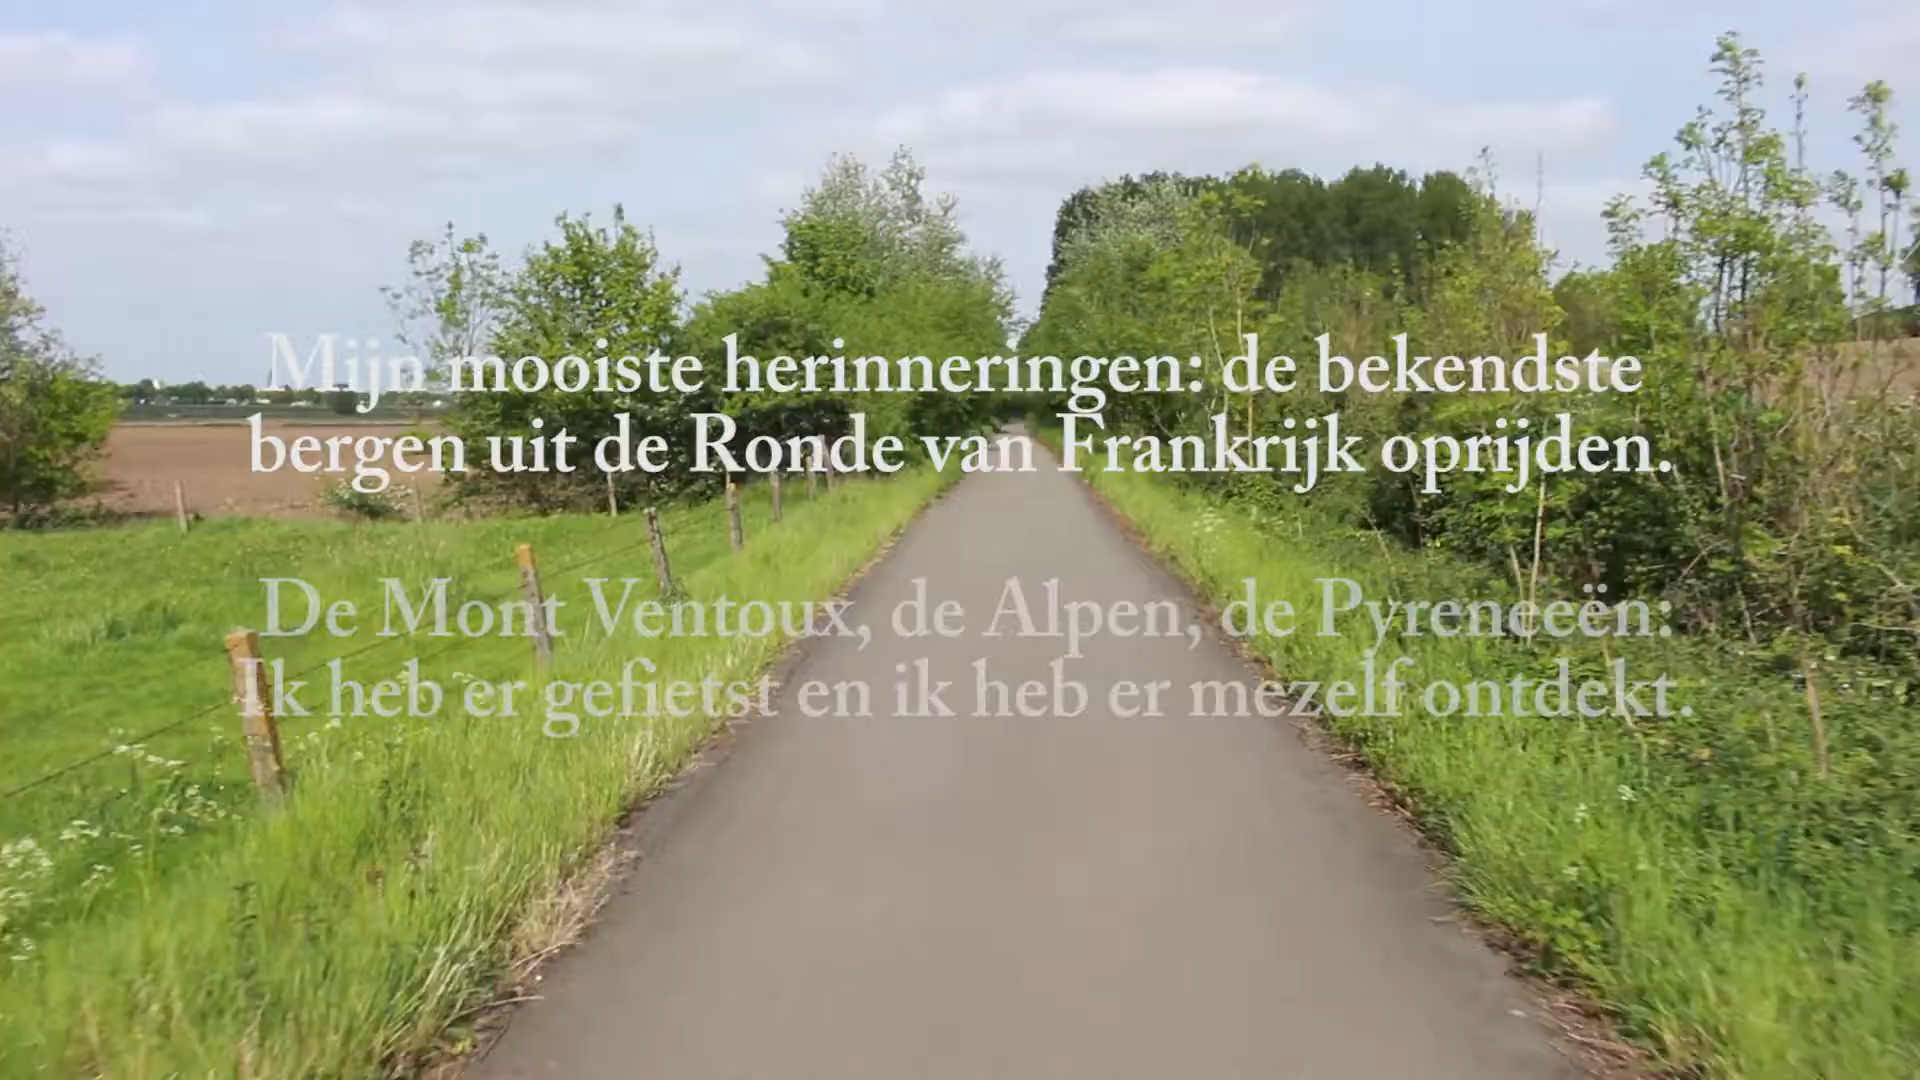 Mijn mooiste herinneringen: de bekendste
bergen uit de Ronde van Frankrijk oprijden.
De Mont Ventoux, de Alpen, de Pyreneeën:
Ik heb er gefietst en ik heb er mezelf ontdekt.